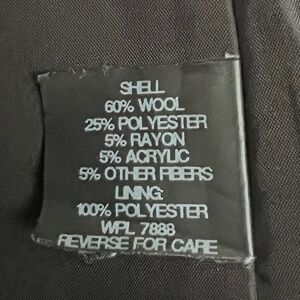 SHELL
60% WOOL
25% POLYESTER
5% RAYON
5% ACRYLIC
5% OTHER FIBERS
LINING:
100% POLYESTER
WPL 7888
REVERSE FOR CARE